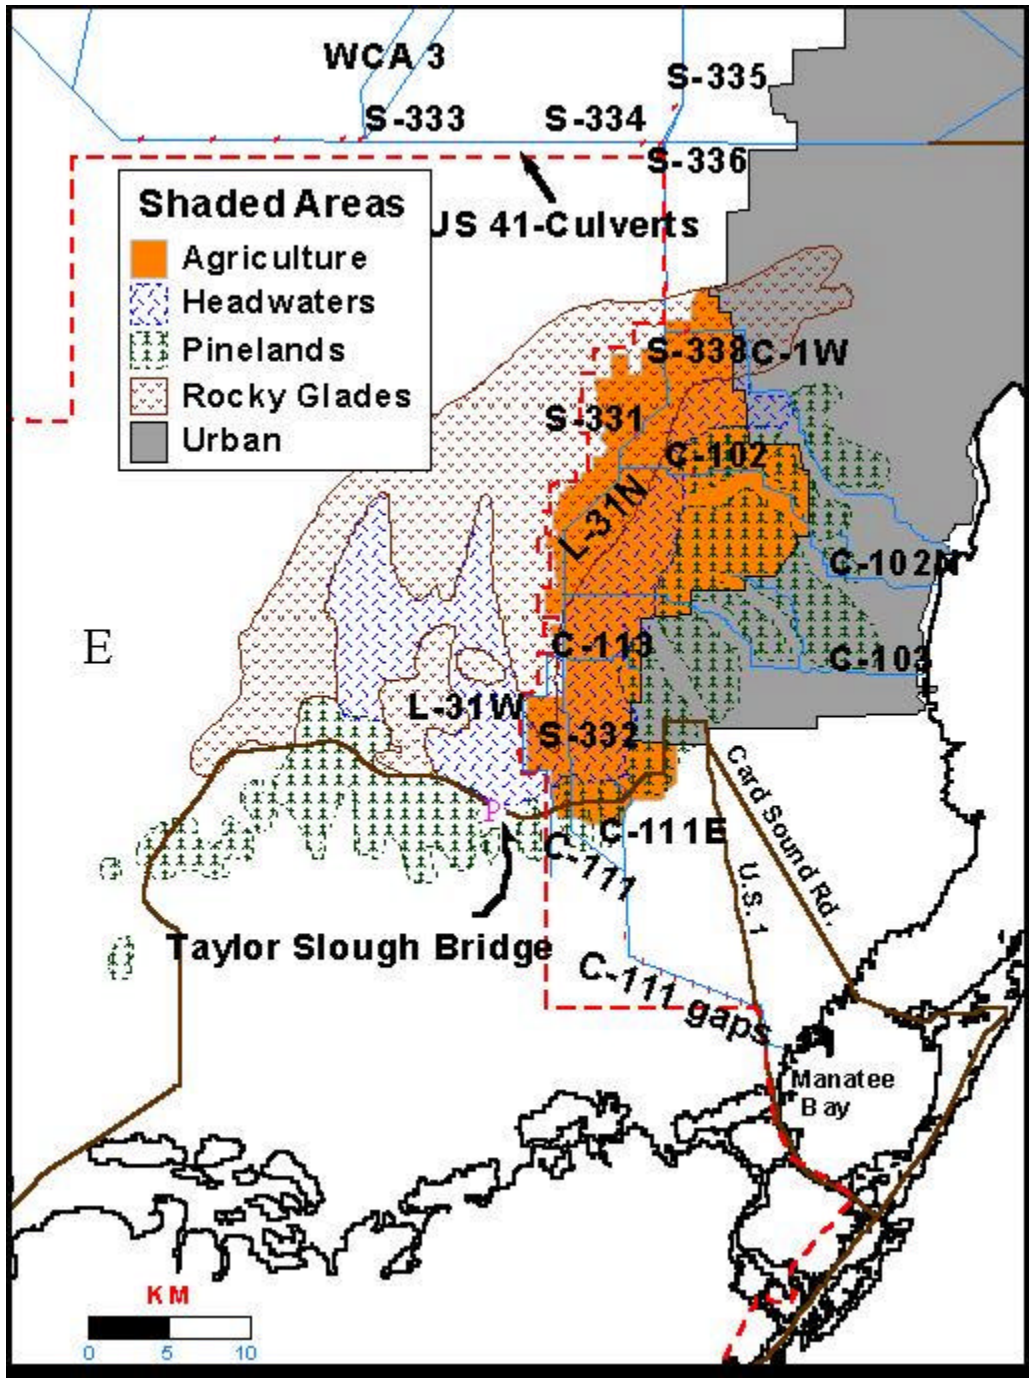 WCA 3
S-335
S-333
S-334
S-336
Shaded Areas
US 41-Culverts
Agriculture
Headwaters
Pinelands
Rocky Glades
Urban
S-338
C-1W
S-331
C-102
L-31N
C-102N
E
C-113
C-103
L-31W
S-332
P
C-111E
C-111
Card Sound Rd.
U.S. 1
Taylor Slough Bridge
C-111 gaps
Manatee
Bay
KM
0 5 10